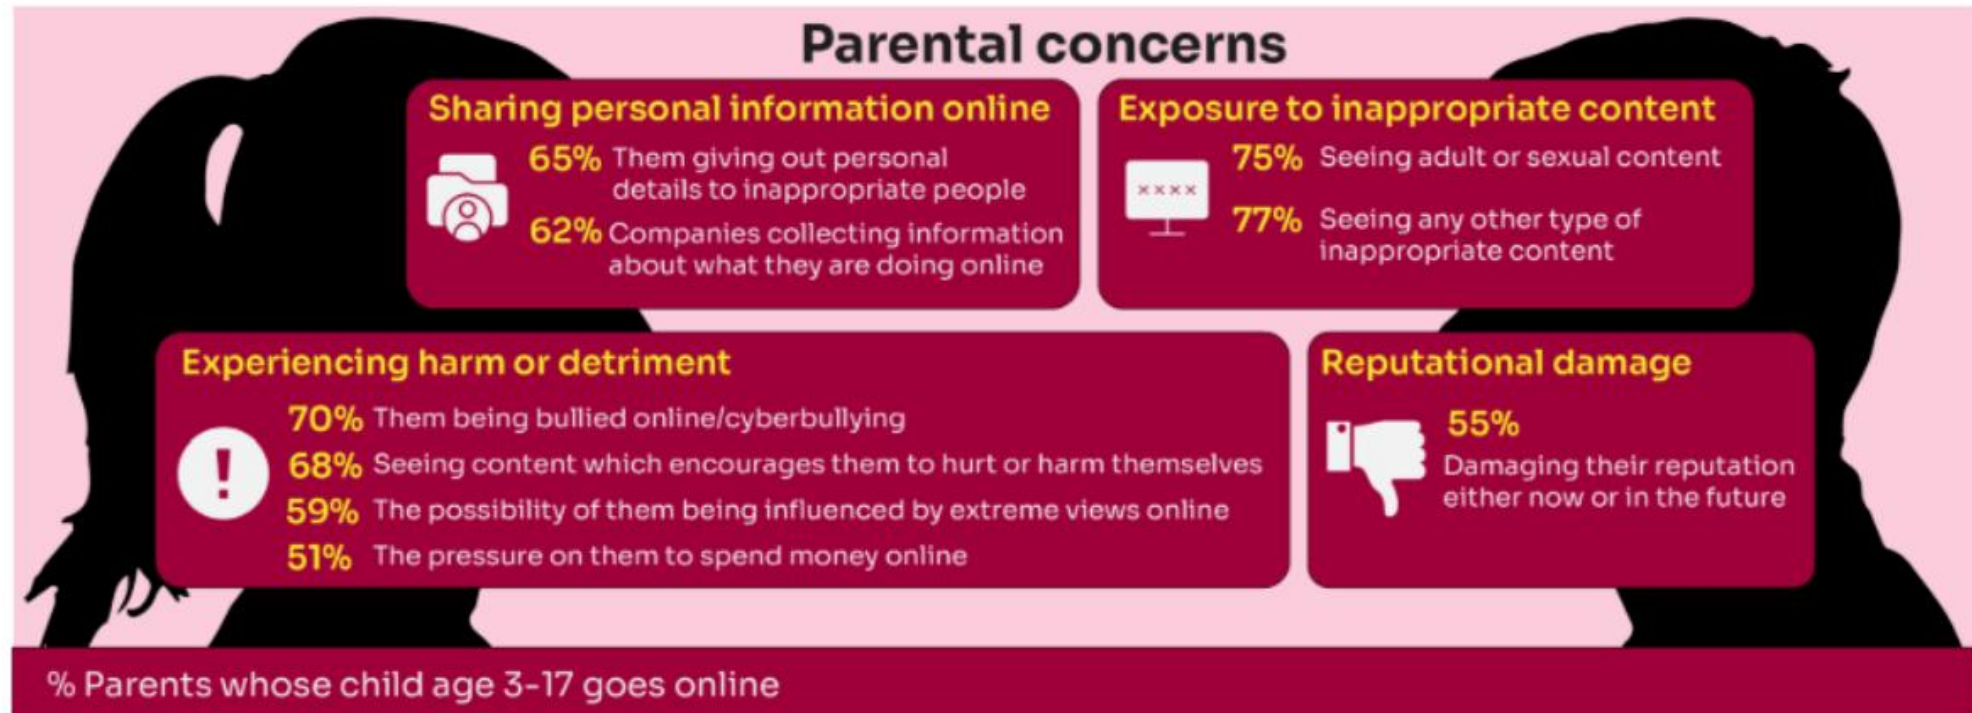 Parental concerns
Sharing personal information online
65% Them giving out personal
details to inappropriate people
62% Companies collecting information
about what they are doing online
Exposure to inappropriate content
xxxx
75% Seeing adult or sexual content
77% Seeing any other type of
inappropriate content
Experiencing harm or detriment
!
70% Them being bullied online/cyberbullying
68% Seeing content which encourages them to hurt or harm themselves
59% The possibility of them being influenced by extreme views online
51% The pressure on them to spend money online
Reputational damage
55%
Damaging their reputation
either now or in the future
% Parents whose child age 3-17 goes online